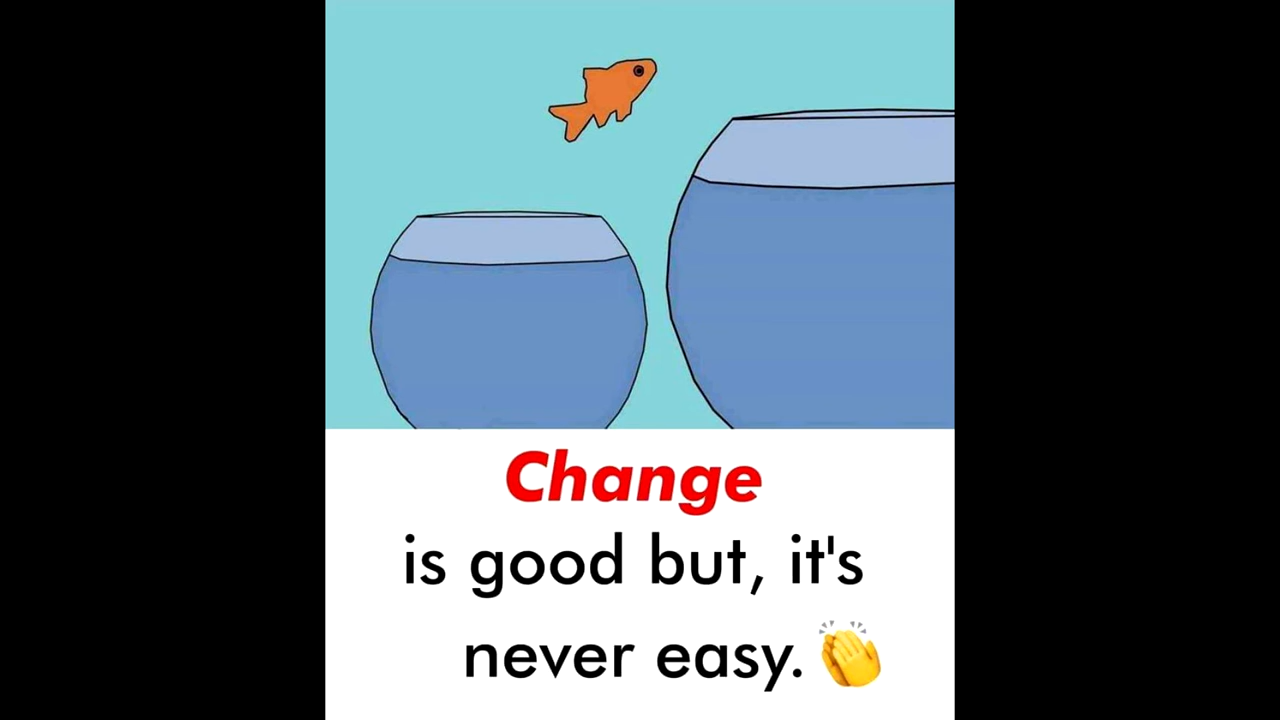 Change
is good but, it's
never easy. 👏